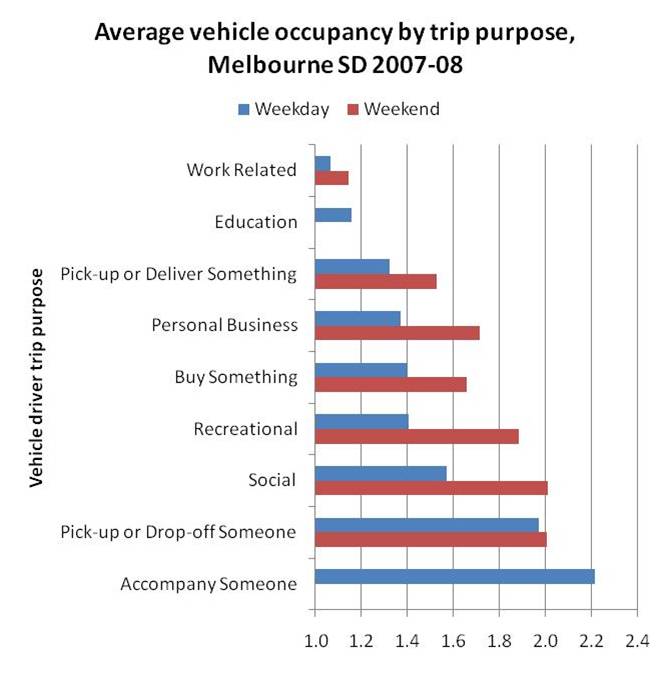 Average vehicle occupancy by trip purpose,
Melbourne SD 2007-08
Weekday Weekend
Vehicle driver trip purpose
Work Related
Education
Pick-up or Deliver Something
Personal Business
Buy Something
Recreational
Social
Pick-up or Drop-off Someone
Accompany Someone
1.0 1.2 1.4 1.6 1.8 2.0 2.2 2.4